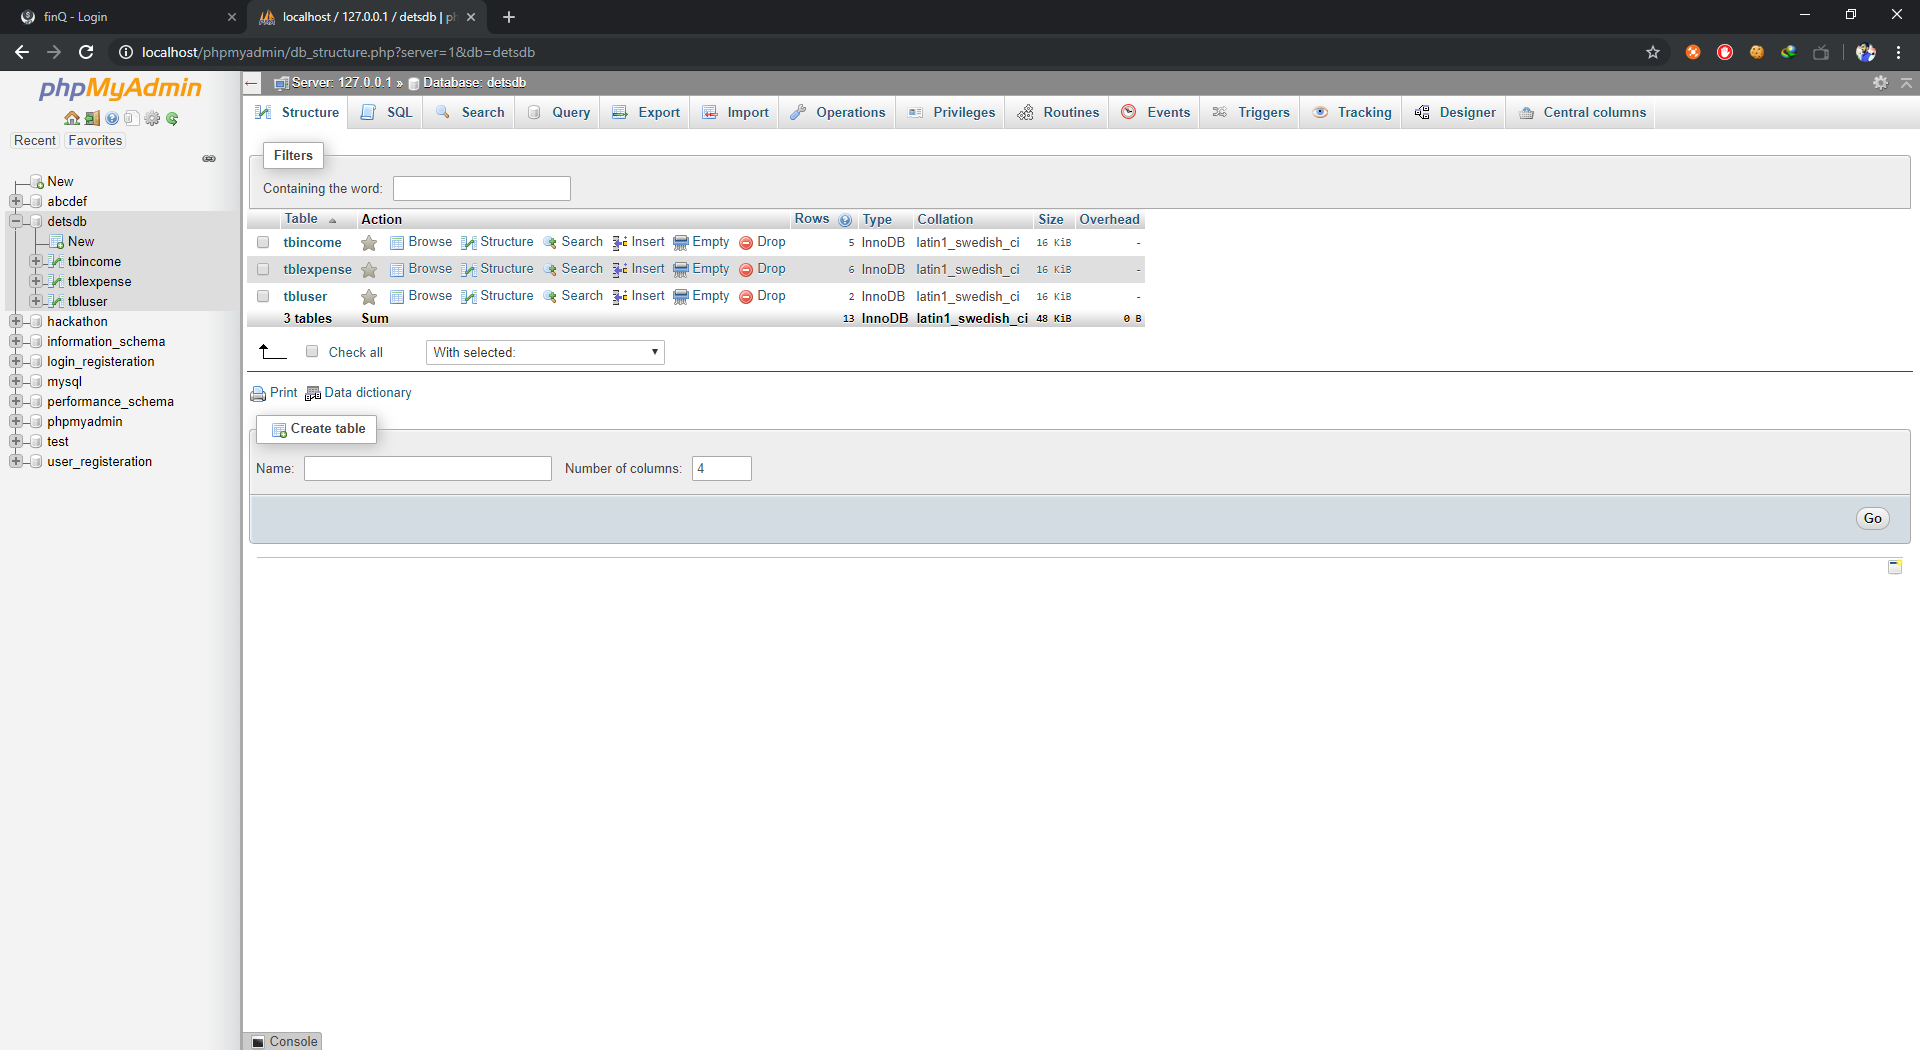 finQ - Login
localhost / 127.0.0.1 / detsdb | ph
localhost/phpmyadmin/db_structure.php?server=1&db=detsdb
phpMyAdmin
Recent Favorites
New
abcdef
detsdb
New
tbincome
tblexpense
tbluser
hackathon
information_schema
login_registeration
mysql
performance_schema
phpmyadmin
test
user_registeration
Server: 127.0.0.1 » Database: detsdb
Structure SQL Search Query Export Import Operations Privileges Routines Events Triggers Tracking Designer Central columns
Filters
Containing the word:
Table Action Rows Type Collation Size Overhead
tbincome Browse Structure Search Insert Empty Drop 5 InnoDB latin1_swedish_ci 16 KiB -
tblexpense Browse Structure Search Insert Empty Drop 6 InnoDB latin1_swedish_ci 16 KiB -
tbluser Browse Structure Search Insert Empty Drop 2 InnoDB latin1_swedish_ci 16 KiB -
3 tables Sum 13 InnoDB latin1_swedish_ci 48 KiB 0 B
Check all With selected:
Print Data dictionary
Create table
Name: Number of columns: 4
Go
Console